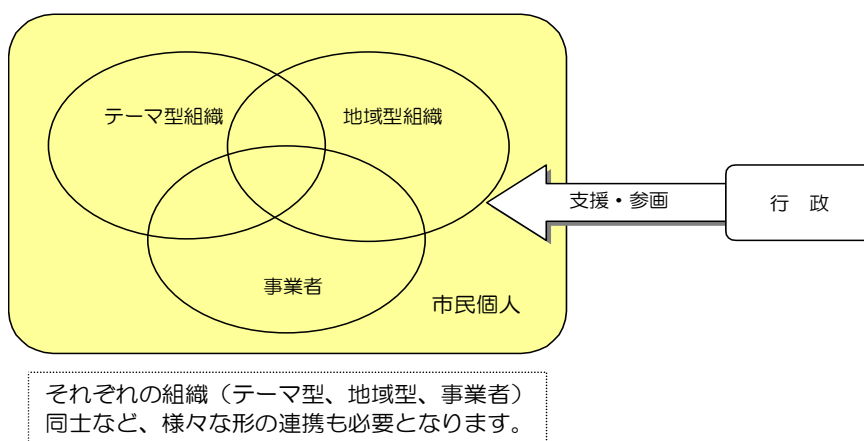 テーマ型組織
地域型組織
支援・参画
行　政
事業者
市民個人
それぞれの組織（テーマ型、地域型、事業者）
同士など、様々な形の連携も必要となります。